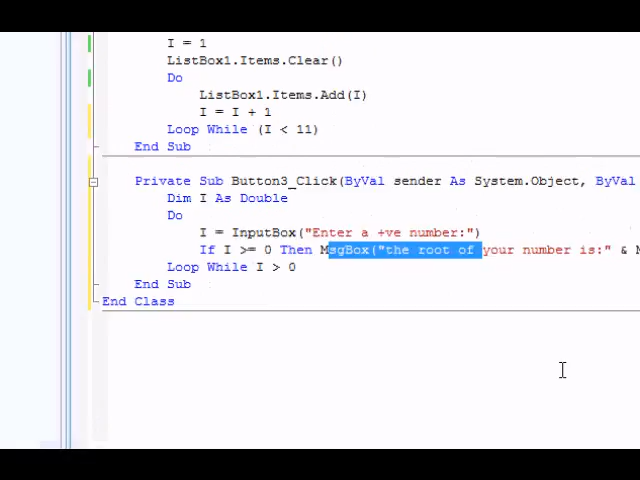 I = 1
ListBox1.Items.Clear()
Do
ListBox1.Items.Add(I)
I = I + 1
Loop While (I < 11)
End Sub
Private Sub Button3_Click(ByVal sender As System.Object, ByVal
Dim I As Double
Do
I = InputBox("Enter a +ve number:")
If I >= 0 Then MsgBox("the root of your number is:" & M
Loop While I > 0
End Sub
End Class